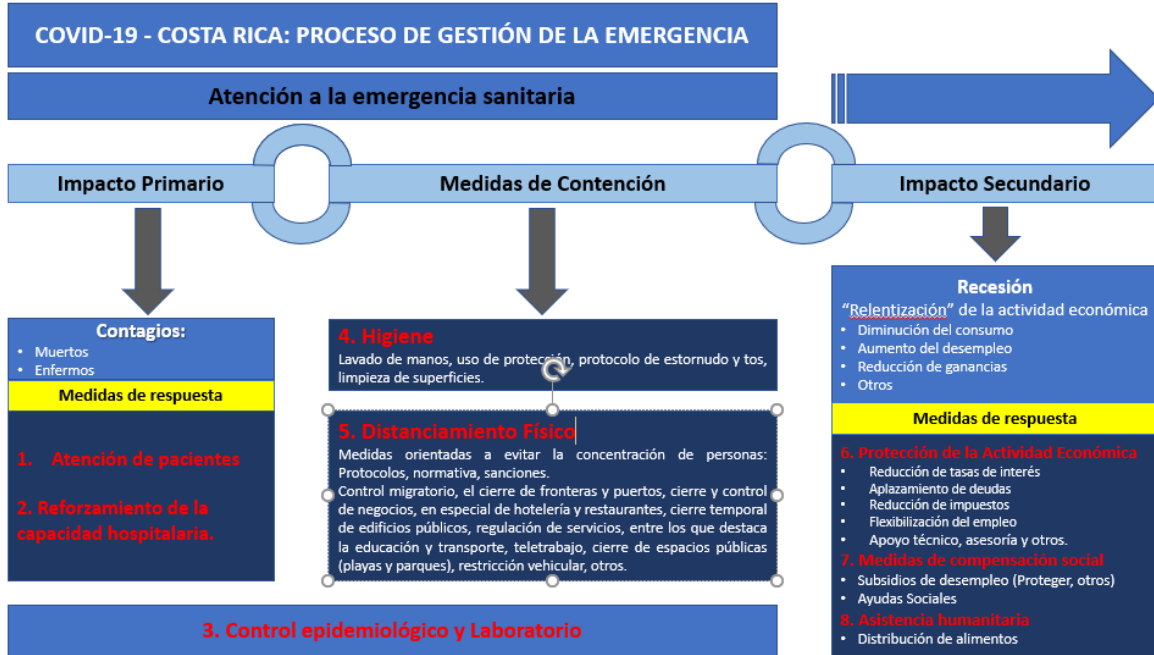 COVID-19 - COSTA RICA: PROCESO DE GESTIÓN DE LA EMERGENCIA
Atención a la emergencia sanitaria
Impacto Primario
Medidas de Contención
Impacto Secundario
Contagios:
• Muertos
• Enfermos
Medidas de respuesta
1. Atención de pacientes
2. Reforzamiento de la
capacidad hospitalaria.
4. Higiene
Lavado de manos, uso de protección, protocolo de estornudo y tos,
limpieza de superficies.
5. Distanciamiento Físico
Medidas orientadas a evitar la concentración de personas:
Protocolos, normativa, sanciones.
Control migratorio, el cierre de fronteras y puertos, cierre y control
de negocios, en especial de hotelería y restaurantes, cierre temporal
de edificios públicos, regulación de servicios, entre los que destaca
la educación y transporte, teletrabajo, cierre de espacios públicas
(playas y parques), restricción vehicular, otros.
3. Control epidemiológico y Laboratorio
Recesión
“Relentización” de la actividad económica
• Diminución del consumo
• Aumento del desempleo
• Reducción de ganancias
• Otros
Medidas de respuesta
6. Protección de la Actividad Económica
• Reducción de tasas de interés
• Aplazamiento de deudas
• Reducción de impuestos
• Flexibilización del empleo
• Apoyo técnico, asesoría y otros.
7. Medidas de compensación social
• Subsidios de desempleo (Proteger, otros)
• Ayudas Sociales
8. Asistencia humanitaria
• Distribución de alimentos